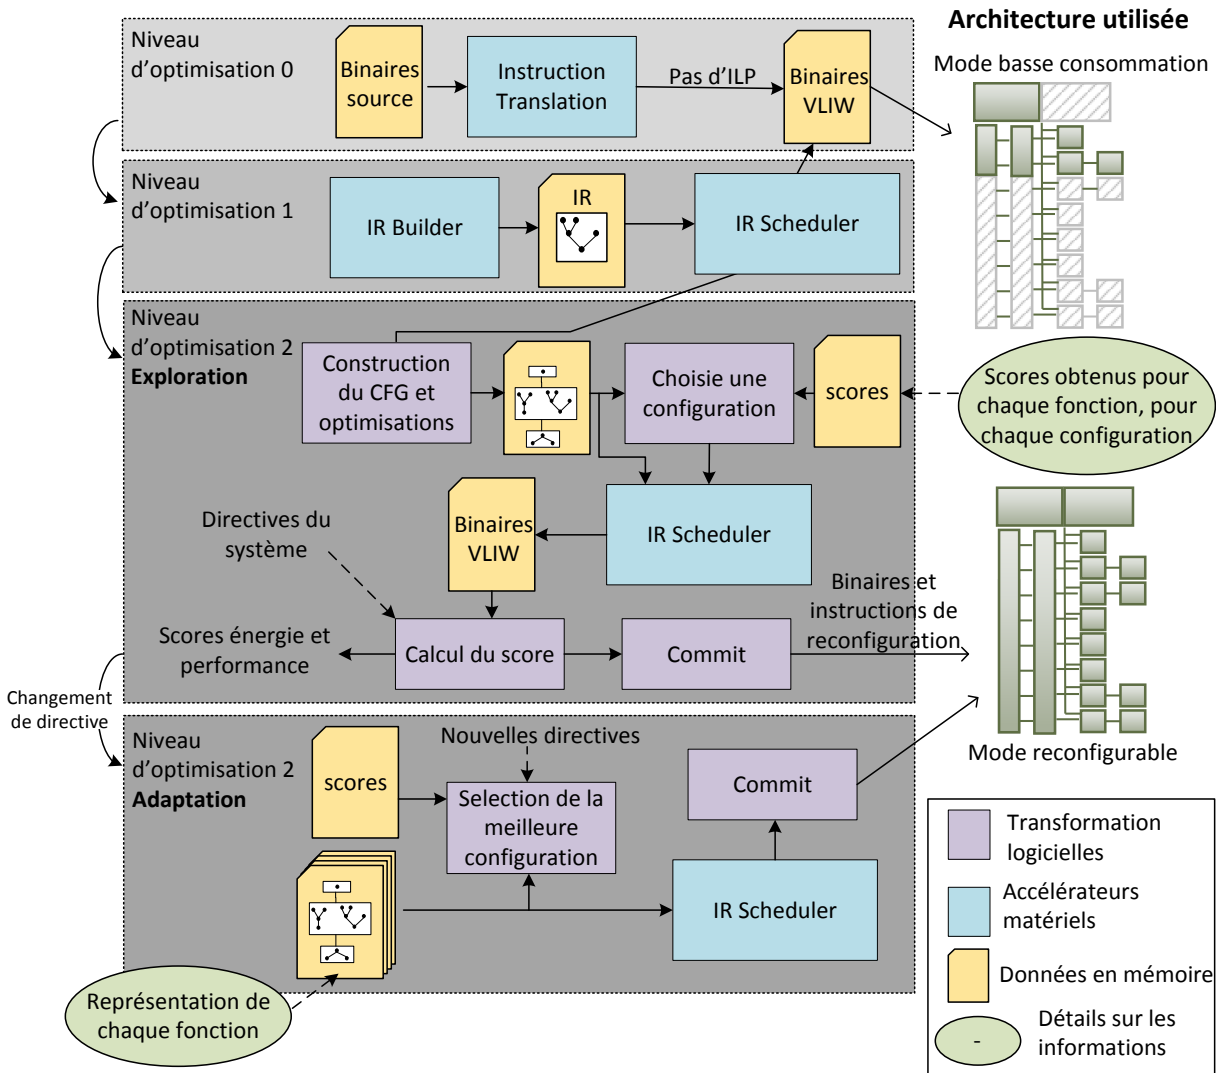 Architecture utilisée
Niveau
d'optimisation 0
Binaires
source
Instruction
Translation
Pas d'ILP
Binaires
VLIW
Mode basse consommation
Niveau
d'optimisation 1
IR Builder
IR
IR Scheduler
Niveau
d'optimisation 2
Exploration
Construction
du CFG et
optimisations
Choisie une
configuration
scores
Scores obtenus pour
chaque fonction, pour
chaque configuration
Directives du
système
Binaires
VLIW
IR Scheduler
Binaires et
instructions de
reconfiguration
Scores énergie et
performance
Calcul du score
Commit
Changement
de directive
Mode reconfigurable
Niveau
d'optimisation 2
Adaptation
scores
Nouvelles directives
Selection de la
meilleure
configuration
Commit
IR Scheduler
Représentation de
chaque fonction
Transformation
logicielles
Accélérateurs
matériels
Données en mémoire
-
Détails sur les
informations